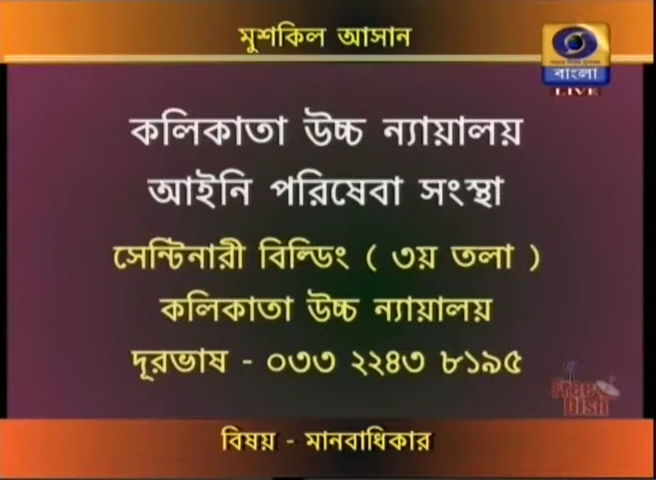 মুশকিল আসান
বাংলা
LIVE
কলিকাতা উচ্চ ন্যায়ালয়
আইনি পরিষেবা সংস্থা
সেন্টিনারী বিল্ডিং ( ৩য় তলা )
কলিকাতা উচ্চ ন্যায়ালয়
দূরভাষ - ০৩৩ ২২৪৩ ৮১৯৫
Free
Dish
বিষয় - মানবাধিকার